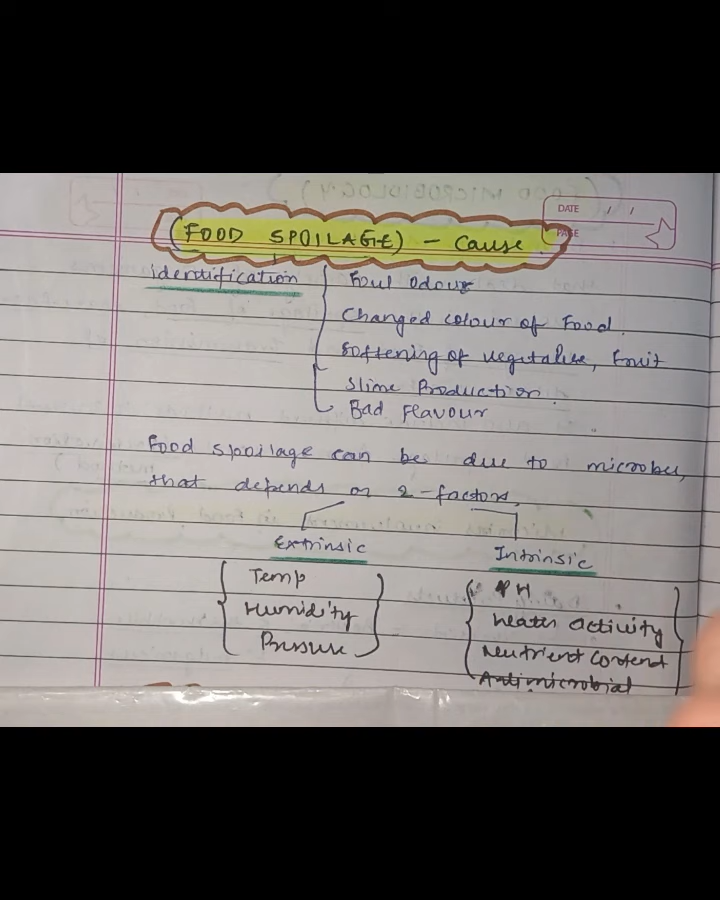 DATE / /
PAGE
(FOOD SPOILAGE) - Cause
Identification
Foul Odour
Changed colour of Food.
Softening of vegetables, Fruit
Slime Production.
Bad Flavour
Food spoilage can be due to microbes,
that depends on 2-factors,
Extrinsic
Intrinsic
Temp
Humidity
Pressure
PH
water activity
Nutrient Content
Antimicrobial